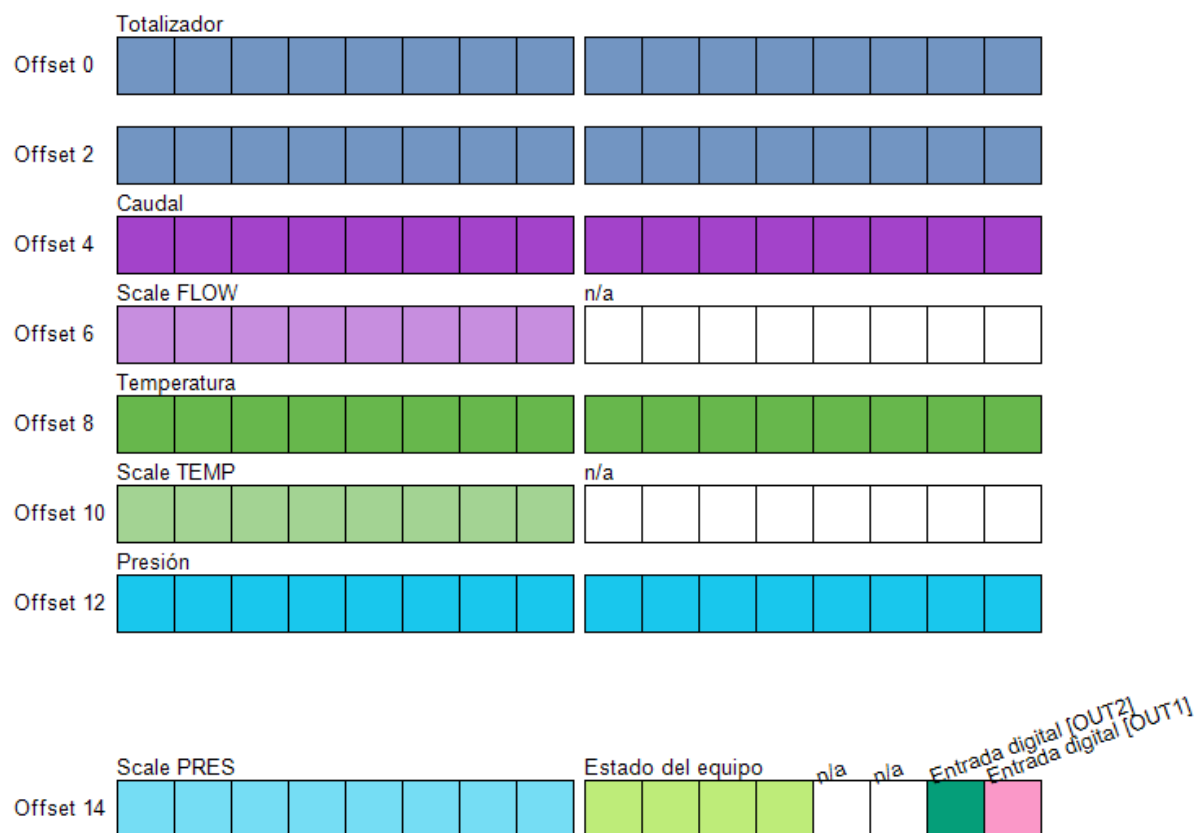 Totalizador
Offset 0
Offset 2
Caudal
Offset 4
Scale FLOW n/a
Offset 6
Temperatura
Offset 8
Scale TEMP n/a
Offset 10
Presión
Offset 12
Scale PRES Estado del equipo n/a n/a Entrada digital [OUT2] Entrada digital [OUT1]
Offset 14